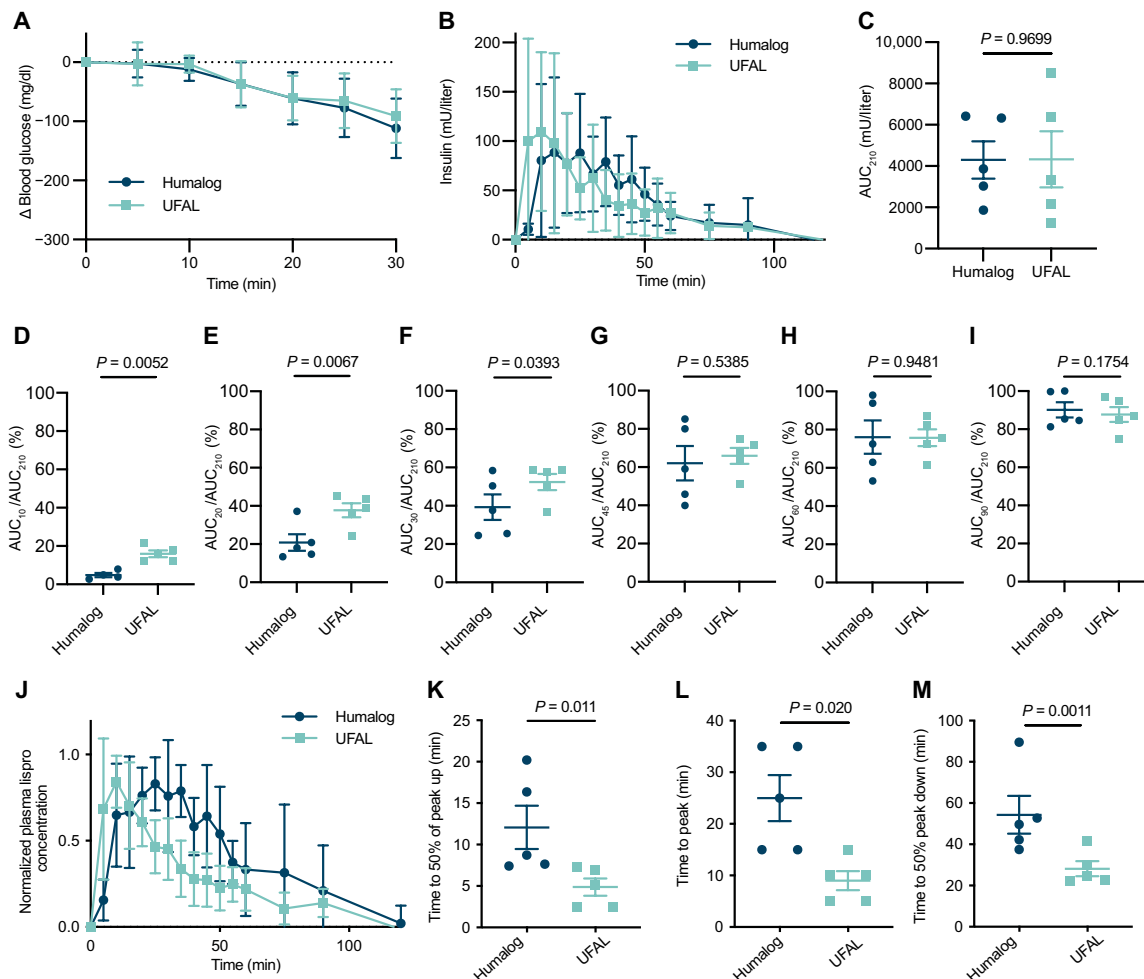 A
0
−100
−200
−300
Δ Blood glucose (mg/dl)
Humalog
UFAL
0
10
20
30
Time (min)
B
200
150
100
50
0
Insulin (mU/liter)
Humalog
UFAL
0
50
100
Time (min)
C
P = 0.9699
10,000
8000
6000
4000
2000
0
AUC210 (mU/liter)
Humalog
UFAL
D
P = 0.0052
100
80
60
40
20
0
AUC10/AUC210 (%)
Humalog
UFAL
E
P = 0.0067
100
80
60
40
20
0
AUC20/AUC210 (%)
Humalog
UFAL
F
P = 0.0393
100
80
60
40
20
0
AUC30/AUC210 (%)
Humalog
UFAL
G
P = 0.5385
100
80
60
40
20
0
AUC45/AUC210 (%)
Humalog
UFAL
H
P = 0.9481
100
80
60
40
20
0
AUC60/AUC210 (%)
Humalog
UFAL
I
P = 0.1754
100
80
60
40
20
0
AUC90/AUC210 (%)
Humalog
UFAL
J
Humalog
UFAL
1.0
0.5
0.0
Normalized plasma lispro
concentration
0
50
100
Time (min)
K
P = 0.011
25
20
15
10
5
0
Time to 50% of peak up (min)
Humalog
UFAL
L
P = 0.020
40
30
20
10
0
Time to peak (min)
Humalog
UFAL
M
P = 0.0011
100
80
60
40
20
0
Time to 50% peak down (min)
Humalog
UFAL